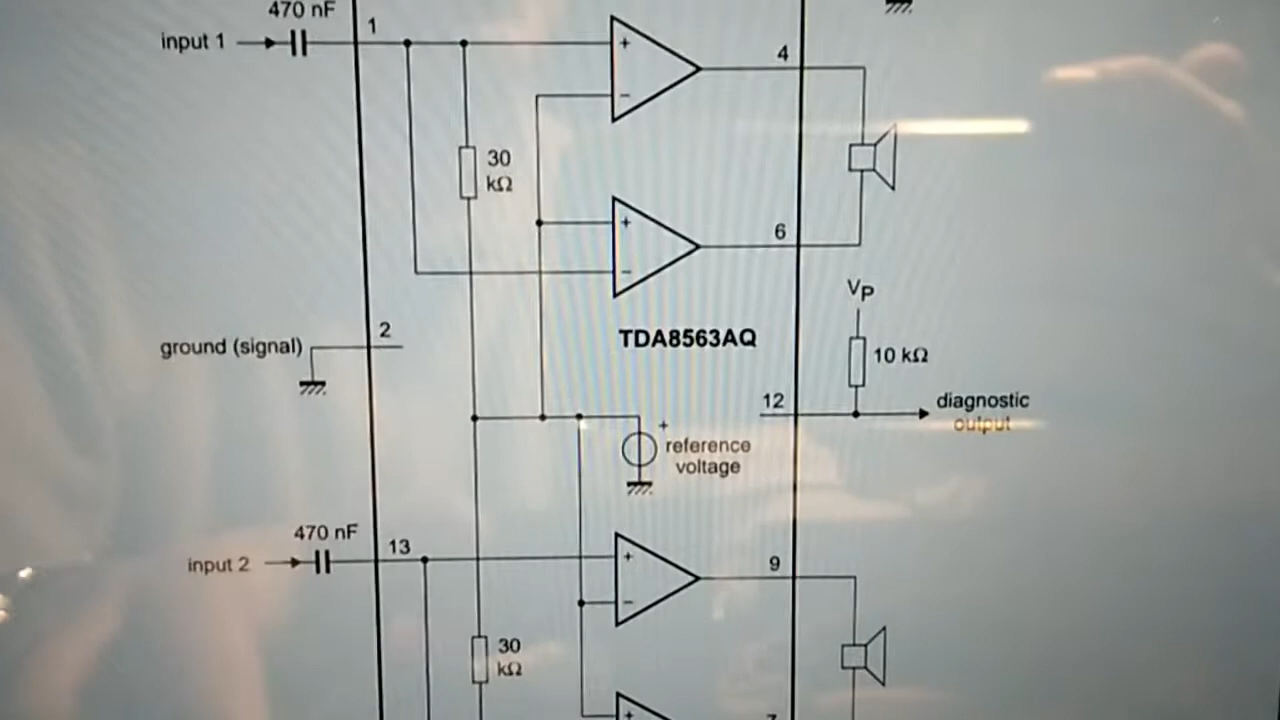 470 nF
input 1
1
+
4
−
30
kΩ
+
6
−
VP
ground (signal)
2
TDA8563AQ
10 kΩ
12
diagnostic
output
+
reference
voltage
470 nF
input 2
13
+
9
−
30
kΩ
+
7